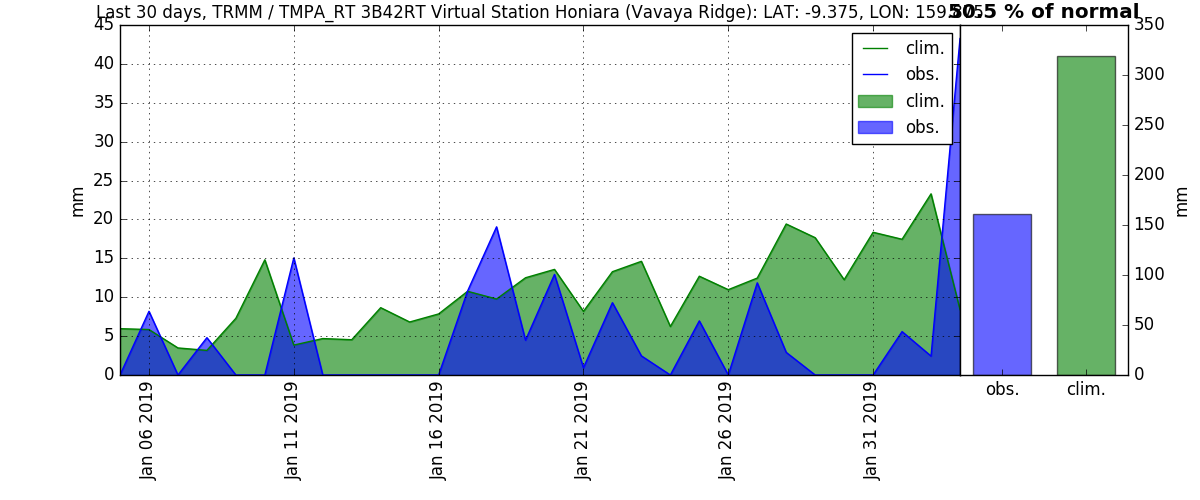 Last 30 days, TRMM / TMPA_RT 3B42RT Virtual Station Honiara (Vavaya Ridge): LAT: -9.375, LON:
50.5 % of normal
45
40
35
30
25
20
15
10
5
0
mm
clim.
obs.
clim.
obs.
350
300
250
200
150
100
50
0
mm
Jan 06 2019
Jan 11 2019
Jan 16 2019
Jan 21 2019
Jan 26 2019
Jan 31 2019
obs.
clim.